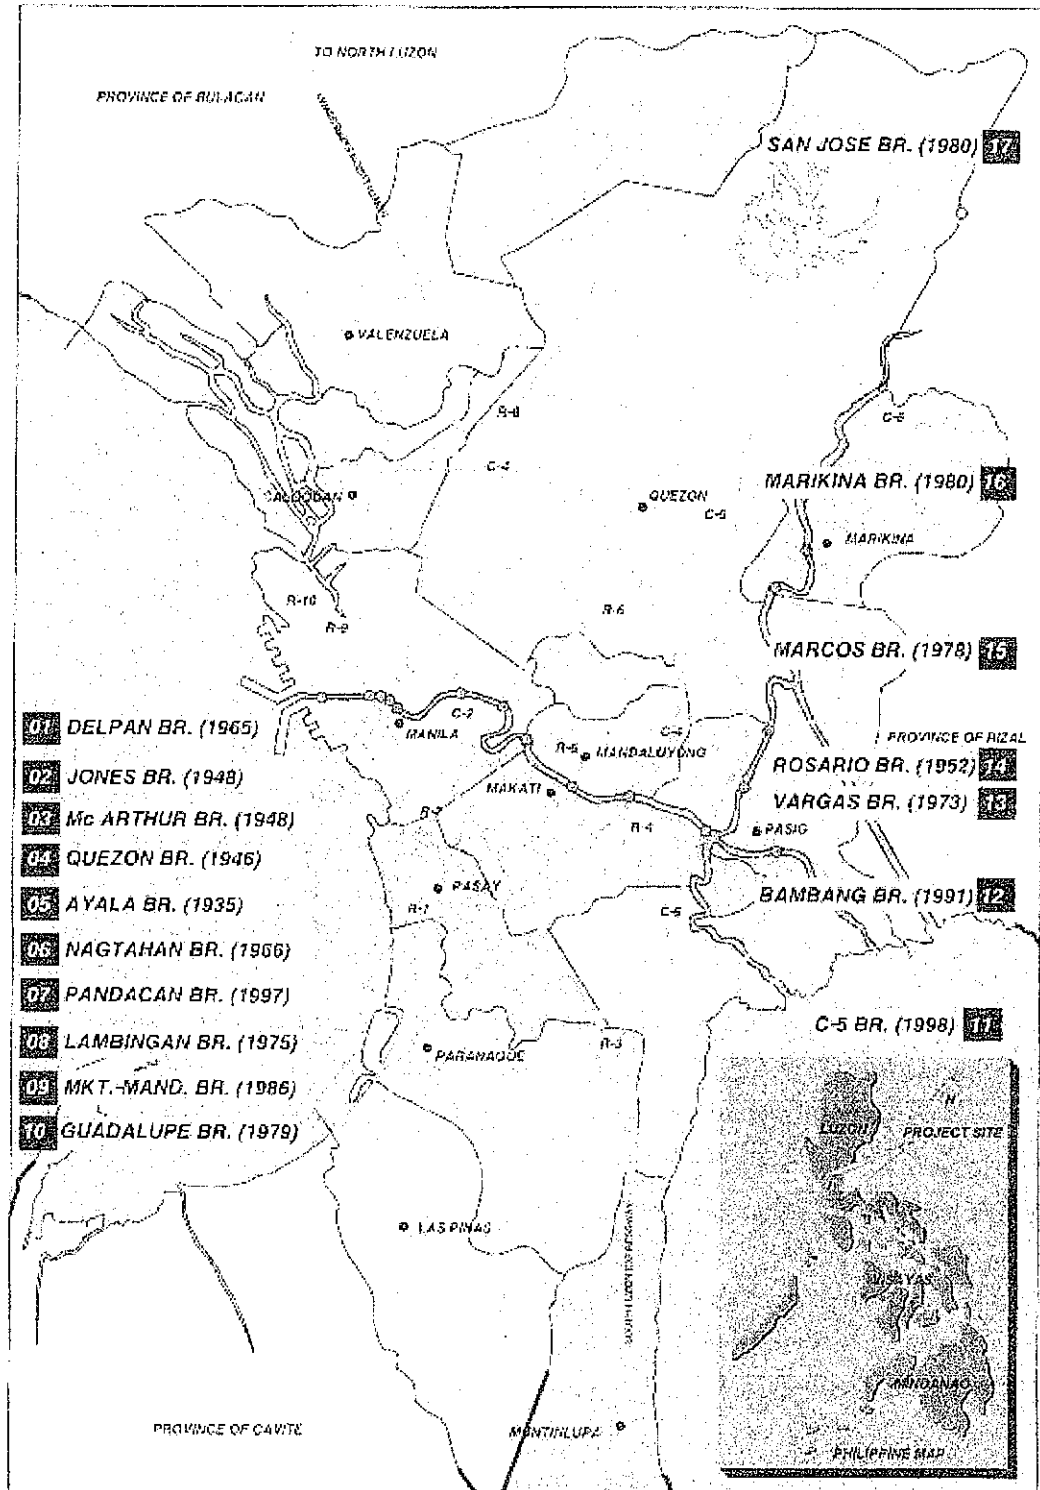 TO NORTH LUZON
PROVINCE OF BULACAN
SAN JOSE BR. (1980) 17
VALENZUELA
R-8
C-5
C-4
CALOOCAN
MARIKINA BR. (1980) 16
QUEZON
C-5
MARIKINA
R-10
R-9
R-6
MARCOS BR. (1978) 15
01 DELPAN BR. (1965)
02 JONES BR. (1948)
03 Mc ARTHUR BR. (1948)
04 QUEZON BR. (1946)
05 AYALA BR. (1935)
06 NAGTAHAN BR. (1966)
07 PANDACAN BR. (1997)
08 LAMBINGAN BR. (1975)
09 MKT.-MAND. BR. (1986)
10 GUADALUPE BR. (1979)
C-2
MANILA
C-4
R-5
MANDALUYONG
MAKATI
R-2
R-4
PASIG
PROVINCE OF RIZAL
ROSARIO BR. (1952) 14
VARGAS BR. (1973) 13
PASAY
R-1
C-5
BAMBANG BR. (1991) 12
C-5 BR. (1998) 11
PARANAQUE
R-3
LAS PINAS
SOUTH LUZON EXPRESSWAY
MONTINLUPA
PROVINCE OF CAVITE
N
LUZON
PROJECT SITE
VISAYAS
MINDANAO
PHILIPPINE MAP